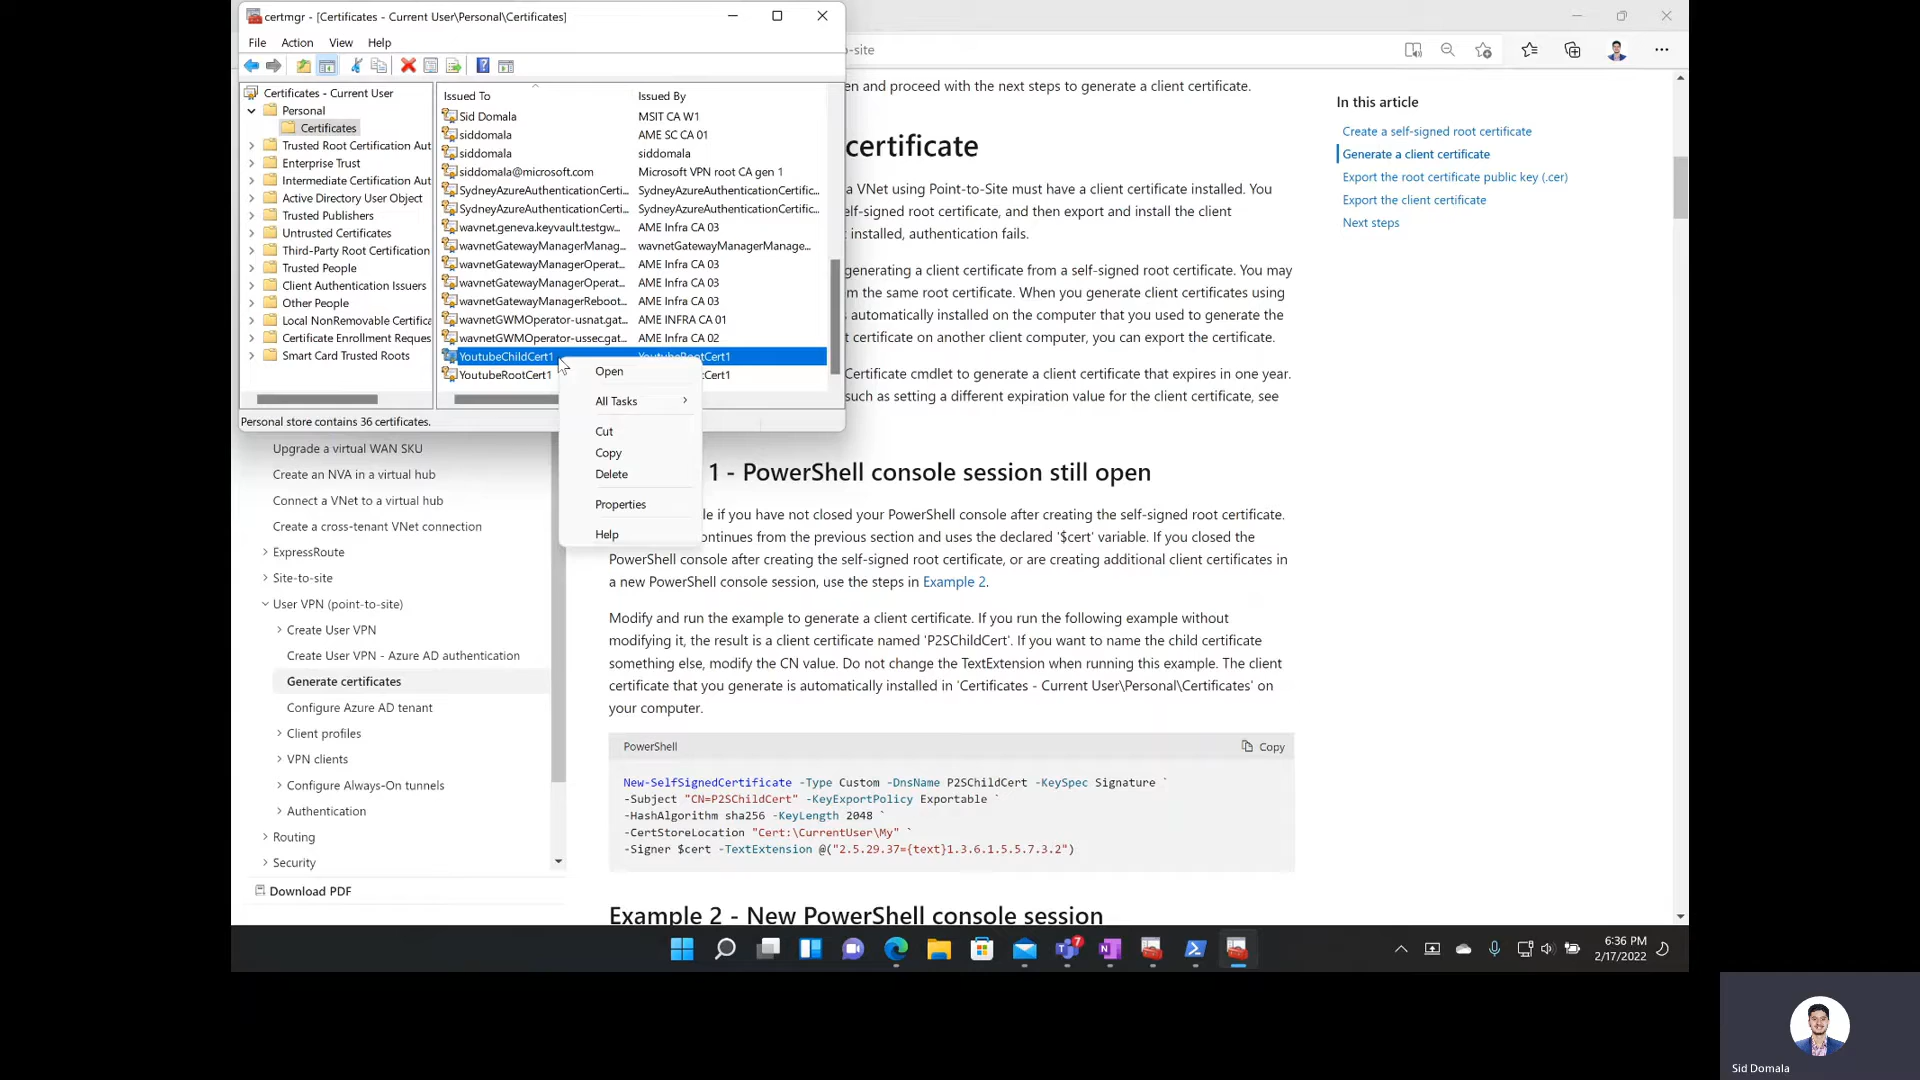 certmgr - [Certificates - Current User\Personal\Certificates]
File Action View Help
Certificates - Current User
Personal
Certificates
Trusted Root Certification Aut
Enterprise Trust
Intermediate Certification Aut
Active Directory User Object
Trusted Publishers
Untrusted Certificates
Third-Party Root Certification
Trusted People
Client Authentication Issuers
Other People
Local NonRemovable Certifica
Certificate Enrollment Reques
Smart Card Trusted Roots
Issued To Issued By
Sid Domala MSIT CA W1
siddomala AME SC CA 01
siddomala siddomala
siddomala@microsoft.com Microsoft VPN root CA gen 1
SydneyAzureAuthenticationCerti... SydneyAzureAuthenticationCertific...
SydneyAzureAuthenticationCerti... SydneyAzureAuthenticationCertific...
wavnet.geneva.keyvault.testgw... AME Infra CA 03
wavnetGatewayManagerManag... wavnetGatewayManagerManage...
wavnetGatewayManagerOperat... AME Infra CA 03
wavnetGatewayManagerOperat... AME Infra CA 03
wavnetGatewayManagerReboot... AME Infra CA 03
wavnetGWMOperator-usnat.gat... AME INFRA CA 01
wavnetGWMOperator-ussec.gat... AME Infra CA 02
YoutubeChildCert1 YoutubeRootCert1
YoutubeRootCert1 tCert1
Personal store contains 36 certificates.
Open
All Tasks
Cut
Copy
Delete
Properties
Help
o-site
en and proceed with the next steps to generate a client certificate.
certificate
a VNet using Point-to-Site must have a client certificate installed. You
elf-signed root certificate, and then export and install the client
installed, authentication fails.
generating a client certificate from a self-signed root certificate. You may
m the same root certificate. When you generate client certificates using
s automatically installed on the computer that you used to generate the
t certificate on another client computer, you can export the certificate.
Certificate cmdlet to generate a client certificate that expires in one year.
such as setting a different expiration value for the client certificate, see
1 - PowerShell console session still open
le if you have not closed your PowerShell console after creating the self-signed root certificate.
ontinues from the previous section and uses the declared '$cert' variable. If you closed the
PowerShell console after creating the self-signed root certificate, or are creating additional client certificates in
a new PowerShell console session, use the steps in Example 2.
Modify and run the example to generate a client certificate. If you run the following example without
modifying it, the result is a client certificate named 'P2SChildCert'. If you want to name the child certificate
something else, modify the CN value. Do not change the TextExtension when running this example. The client
certificate that you generate is automatically installed in 'Certificates - Current User\Personal\Certificates' on
your computer.
PowerShell Copy
New-SelfSignedCertificate -Type Custom -DnsName P2SChildCert -KeySpec Signature `
-Subject "CN=P2SChildCert" -KeyExportPolicy Exportable `
-HashAlgorithm sha256 -KeyLength 2048 `
-CertStoreLocation "Cert:\CurrentUser\My" `
-Signer $cert -TextExtension @("2.5.29.37={text}1.3.6.1.5.5.7.3.2")
Example 2 - New PowerShell console session
In this article
Create a self-signed root certificate
Generate a client certificate
Export the root certificate public key (.cer)
Export the client certificate
Next steps
Upgrade a virtual WAN SKU
Create an NVA in a virtual hub
Connect a VNet to a virtual hub
Create a cross-tenant VNet connection
ExpressRoute
Site-to-site
User VPN (point-to-site)
Create User VPN
Create User VPN - Azure AD authentication
Generate certificates
Configure Azure AD tenant
Client profiles
VPN clients
Configure Always-On tunnels
Authentication
Routing
Security
Download PDF
7
6:36 PM
2/17/2022
Sid Domala